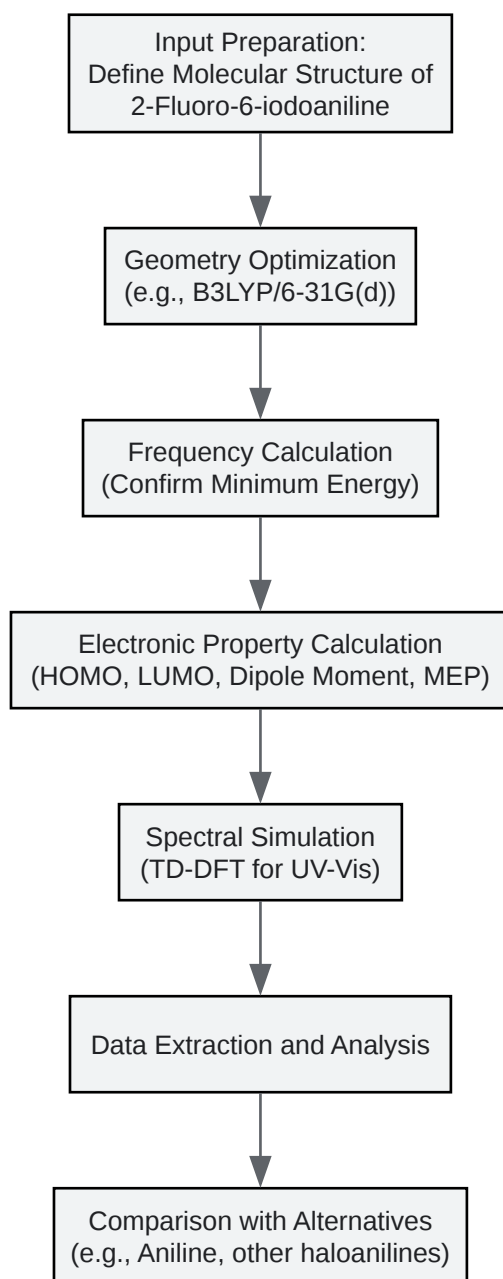 Input Preparation:
Define Molecular Structure of
2-Fluoro-6-iodoaniline
Geometry Optimization
(e.g., B3LYP/6-31G(d))
Frequency Calculation
(Confirm Minimum Energy)
Electronic Property Calculation
(HOMO, LUMO, Dipole Moment, MEP)
Spectral Simulation
(TD-DFT for UV-Vis)
Data Extraction and Analysis
Comparison with Alternatives
(e.g., Aniline, other haloanilines)